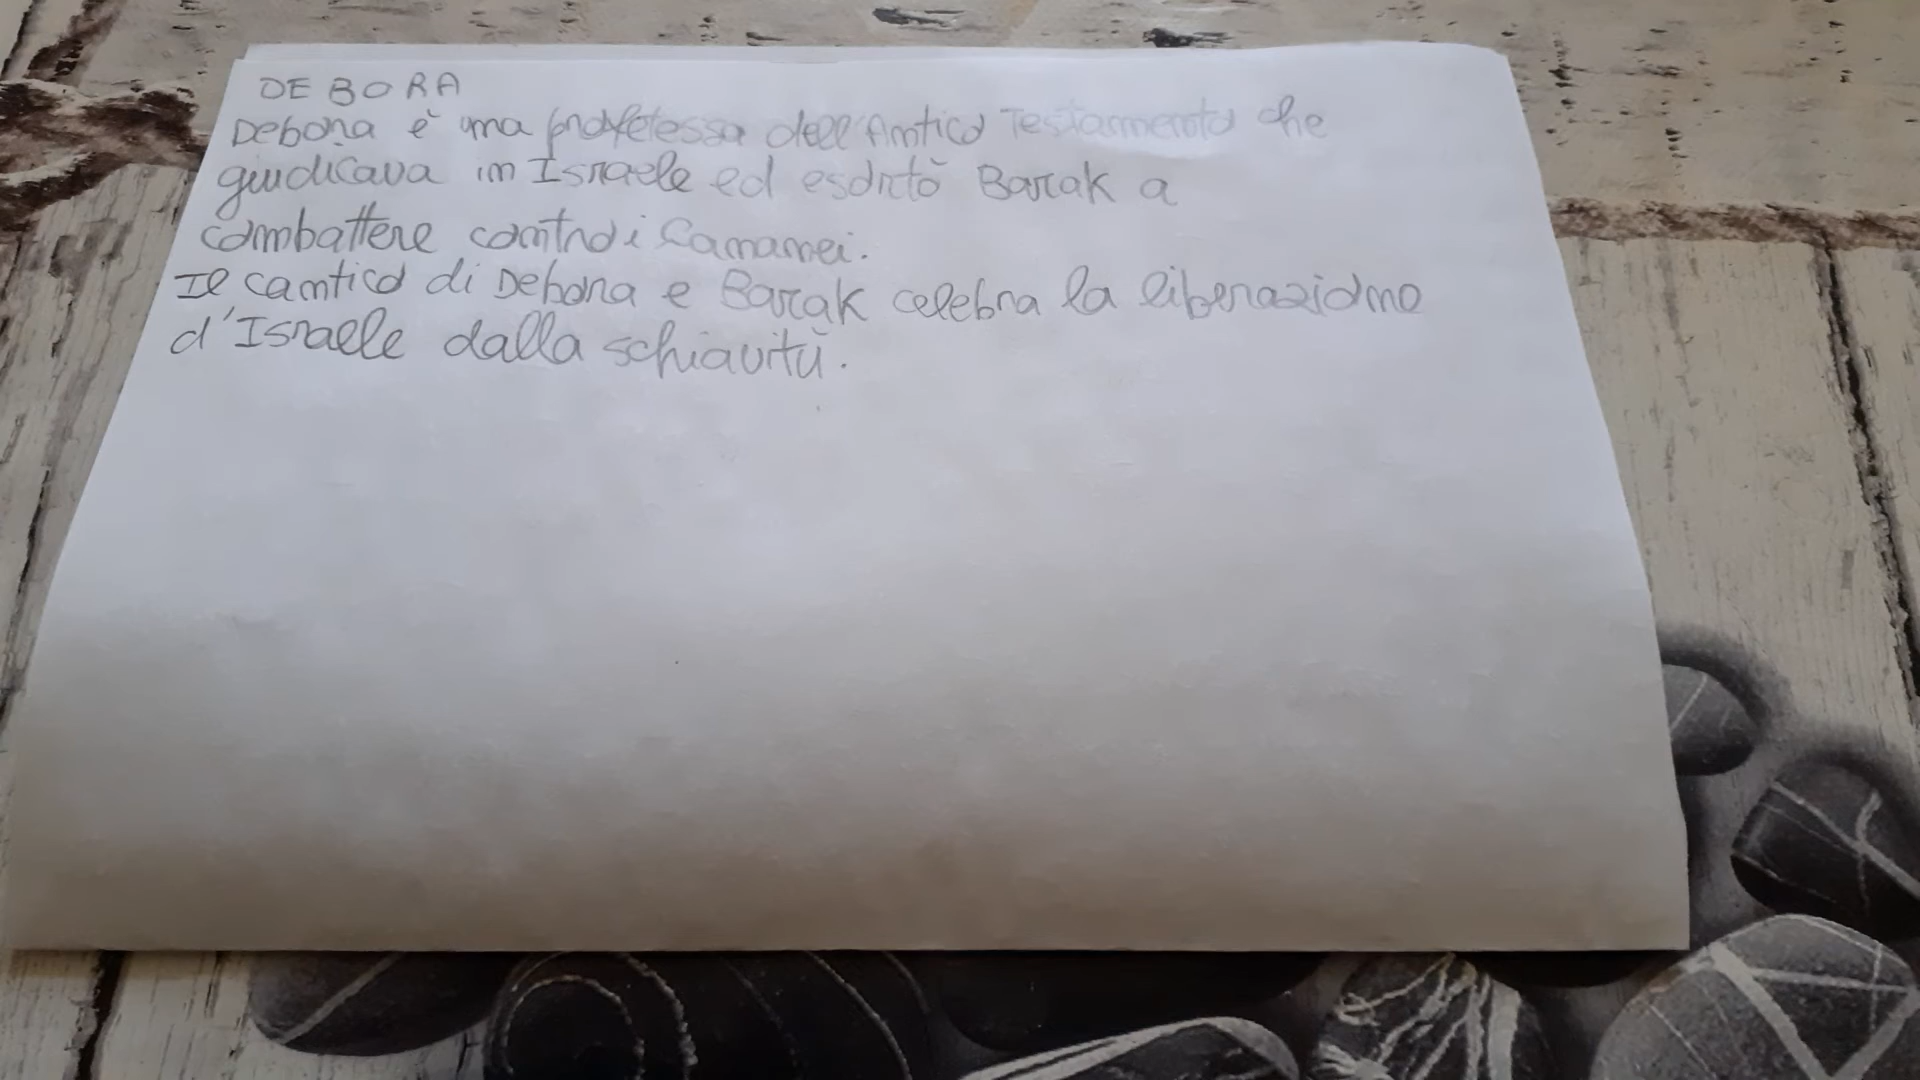 DEBORA
Debora è una profetessa dell'Antico Testamento che
giudicava in Israele ed esortò Barak a
combattere contro i Cananei.
Il cantico di Debora e Barak celebra la liberazione
d'Israele dalla schiavitù.